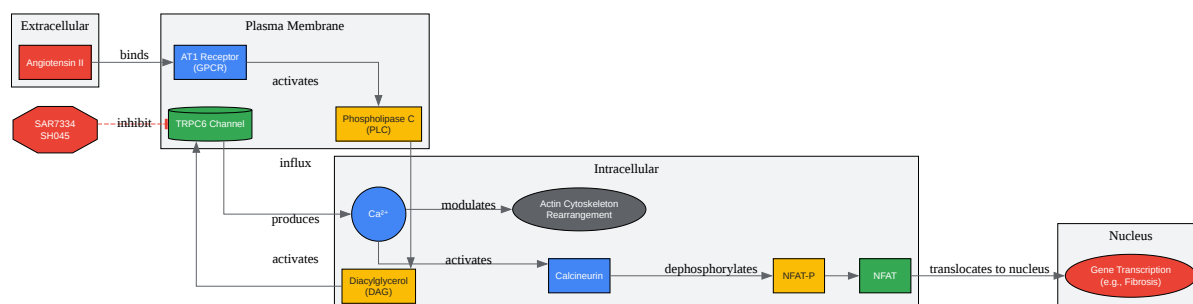 Extracellular
Plasma Membrane
Angiotensin II
binds
AT1 Receptor
(GPCR)
activates
SAR7334
SH045
inhibit
TRPC6 Channel
Phospholipase C
(PLC)
influx
Intracellular
Ca²⁺
modulates
Actin Cytoskeleton
Rearrangement
produces
activates
Diacylglycerol
(DAG)
activates
Calcineurin
dephosphorylates
NFAT-P
NFAT
translocates to nucleus
Nucleus
Gene Transcription
(e.g., Fibrosis)